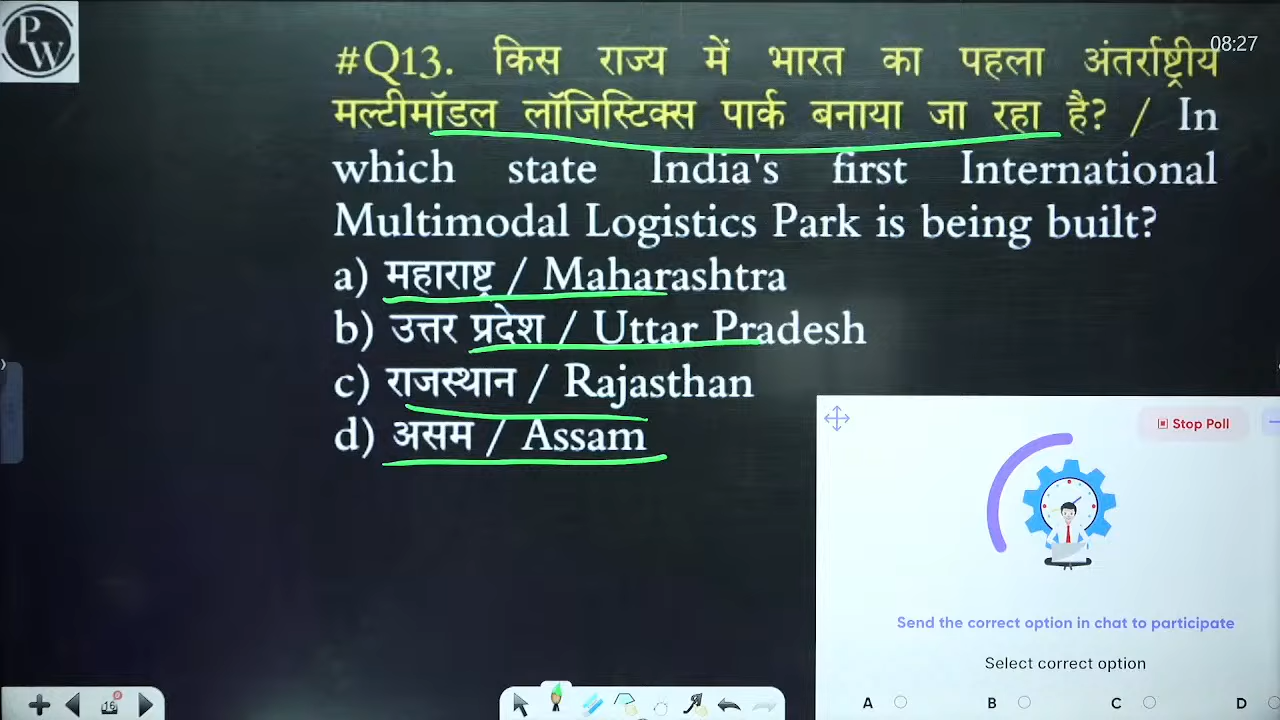 PW
08:27
#Q13. किस राज्य में भारत का पहला अंतर्राष्ट्रीय
मल्टीमॉडल लॉजिस्टिक्स पार्क बनाया जा रहा है? / In
which state India's first International
Multimodal Logistics Park is being built?
a) महाराष्ट्र / Maharashtra
b) उत्तर प्रदेश / Uttar Pradesh
c) राजस्थान / Rajasthan
d) असम / Assam
Stop Poll
Send the correct option in chat to participate
Select correct option
A B C D